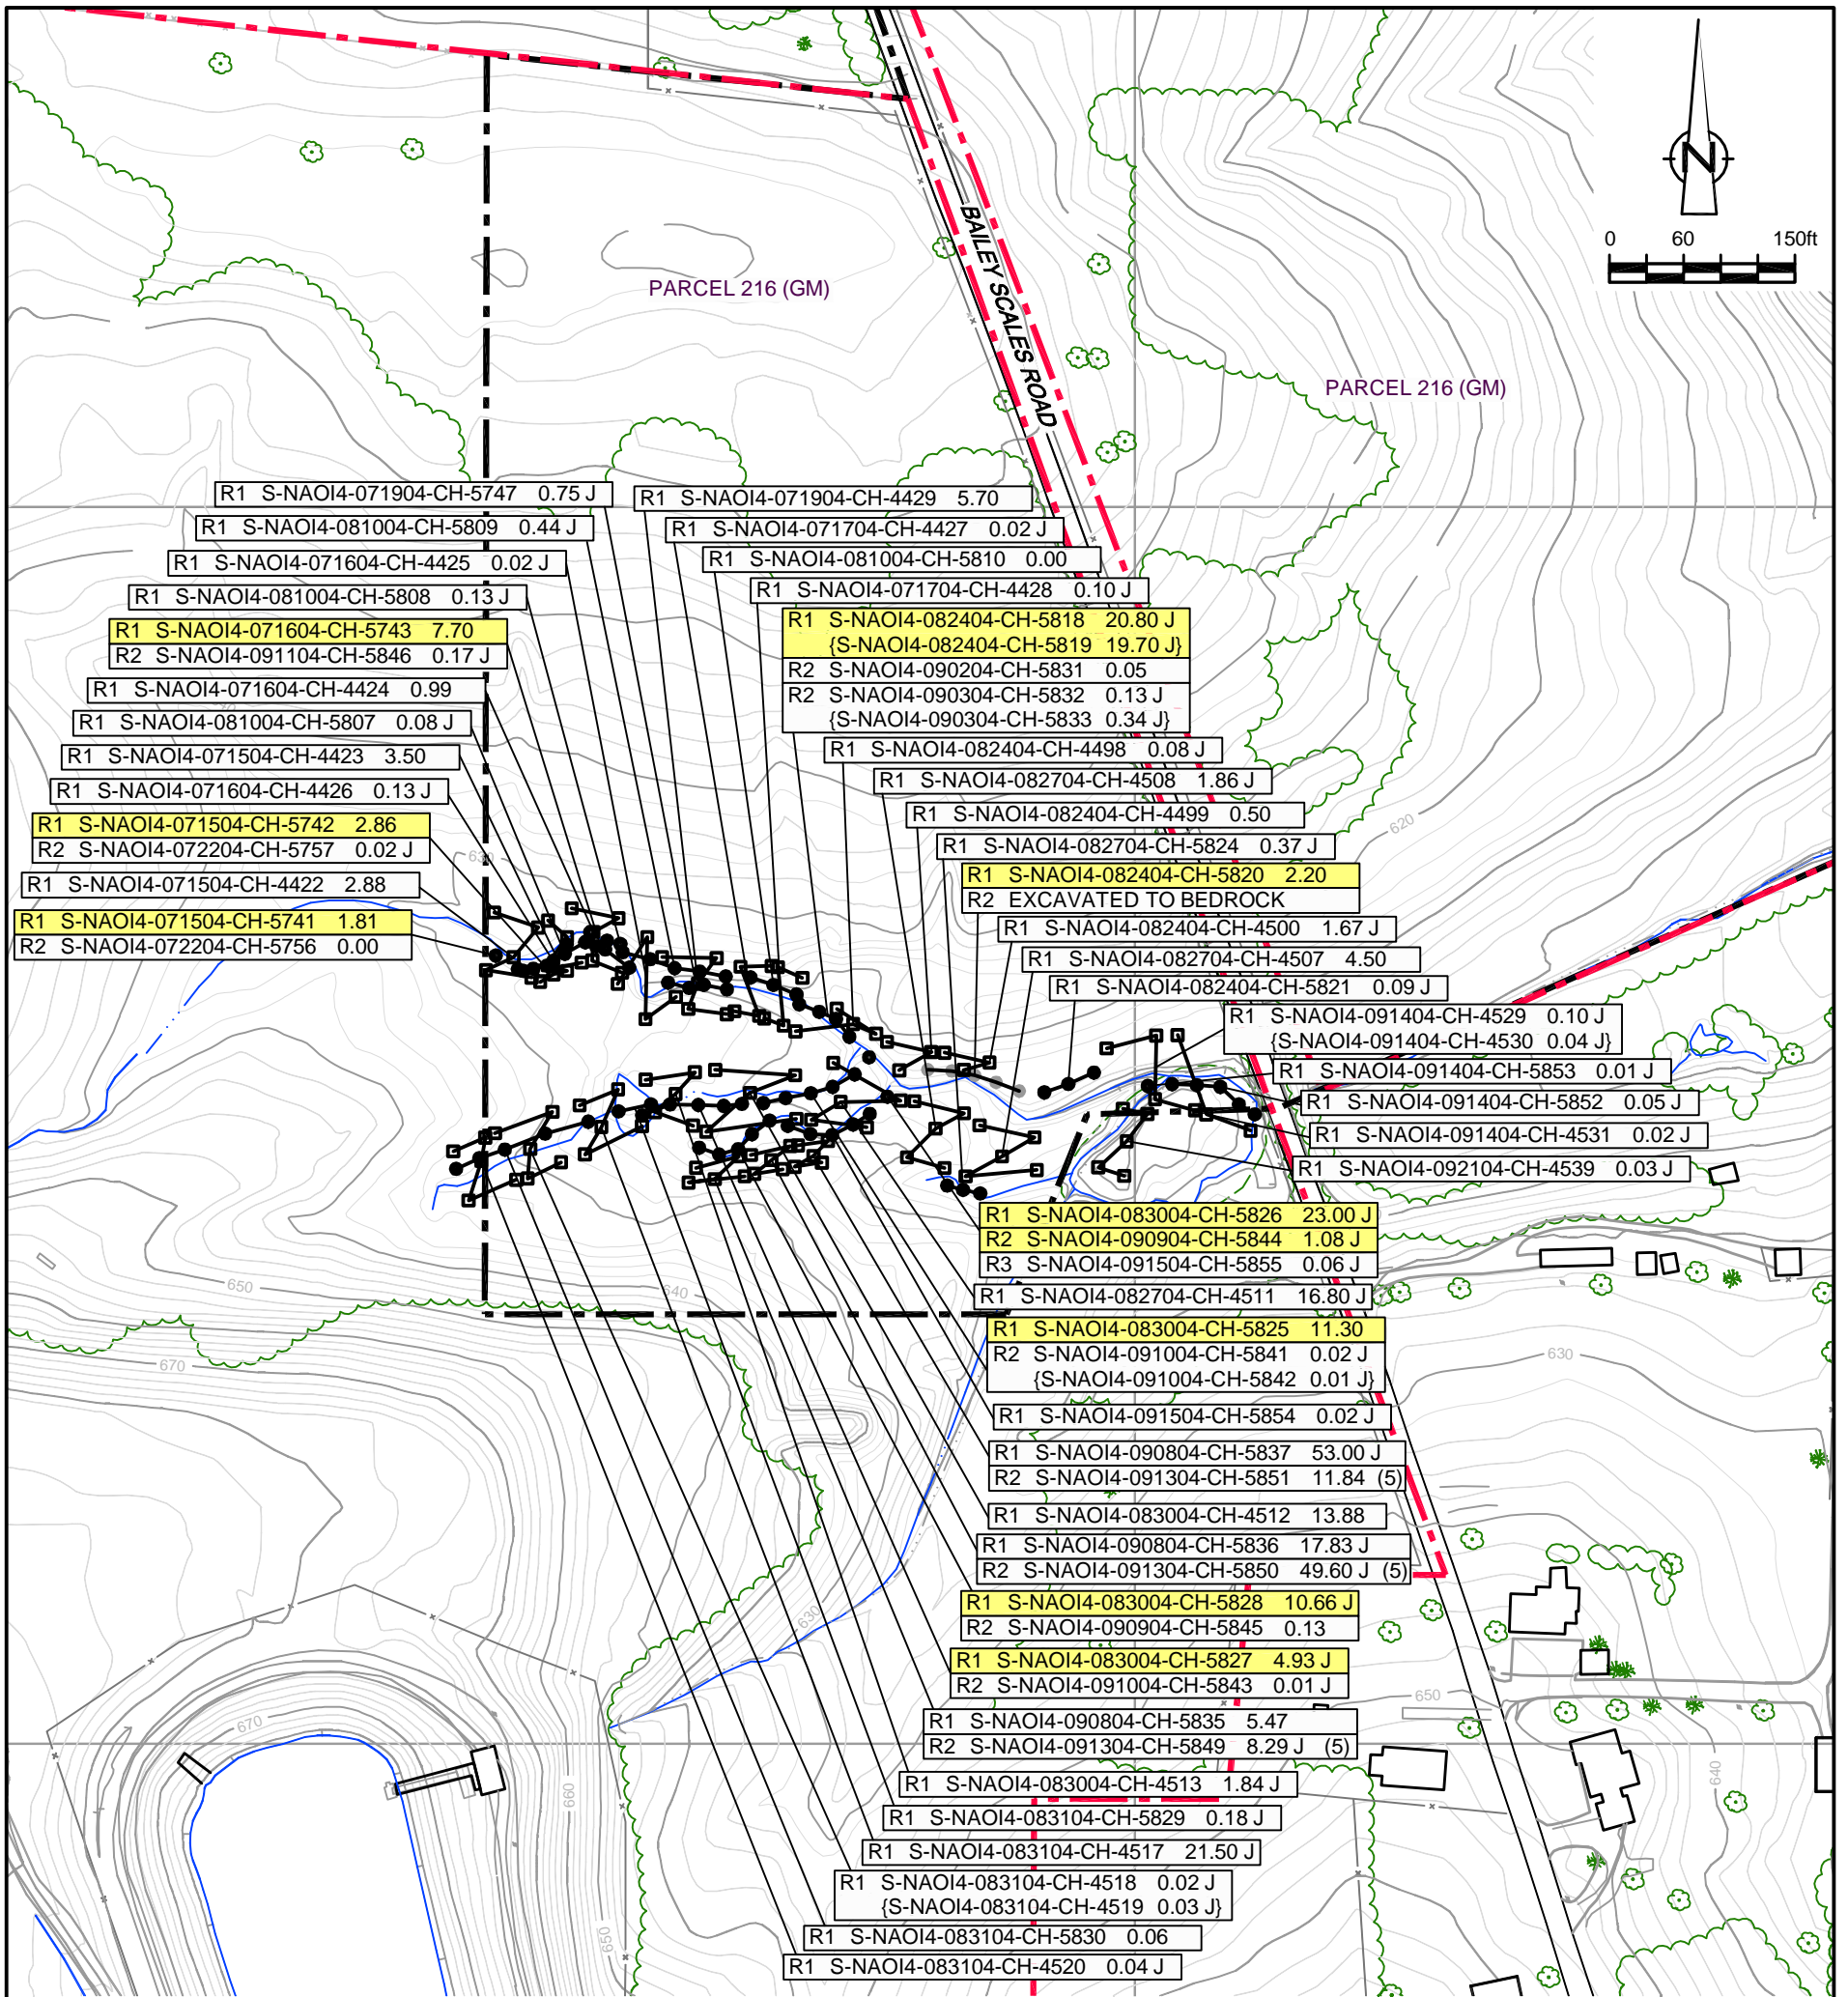 N
0 60 150ft
BAILEY SCALES ROAD
PARCEL 216 (GM)
PARCEL 216 (GM)
R1 S-NAOI4-071904-CH-5747 0.75 J
R1 S-NAOI4-081004-CH-5809 0.44 J
R1 S-NAOI4-071604-CH-4425 0.02 J
R1 S-NAOI4-081004-CH-5808 0.13 J
R1 S-NAOI4-071604-CH-5743 7.70
R2 S-NAOI4-091104-CH-5846 0.17 J
R1 S-NAOI4-071604-CH-4424 0.99
R1 S-NAOI4-081004-CH-5807 0.08 J
R1 S-NAOI4-071504-CH-4423 3.50
R1 S-NAOI4-071604-CH-4426 0.13 J
R1 S-NAOI4-071504-CH-5742 2.86
R2 S-NAOI4-072204-CH-5757 0.02 J
R1 S-NAOI4-071504-CH-4422 2.88
R1 S-NAOI4-071504-CH-5741 1.81
R2 S-NAOI4-072204-CH-5756 0.00
R1 S-NAOI4-071904-CH-4429 5.70
R1 S-NAOI4-071704-CH-4427 0.02 J
R1 S-NAOI4-081004-CH-5810 0.00
R1 S-NAOI4-071704-CH-4428 0.10 J
R1 S-NAOI4-082404-CH-5818 20.80 J
{S-NAOI4-082404-CH-5819 19.70 J}
R2 S-NAOI4-090204-CH-5831 0.05
R2 S-NAOI4-090304-CH-5832 0.13 J
{S-NAOI4-090304-CH-5833 0.34 J}
R1 S-NAOI4-082404-CH-4498 0.08 J
R1 S-NAOI4-082704-CH-4508 1.86 J
R1 S-NAOI4-082404-CH-4499 0.50
R1 S-NAOI4-082704-CH-5824 0.37 J
R1 S-NAOI4-082404-CH-5820 2.20
R2 EXCAVATED TO BEDROCK
R1 S-NAOI4-082404-CH-4500 1.67 J
R1 S-NAOI4-082704-CH-4507 4.50
R1 S-NAOI4-082404-CH-5821 0.09 J
R1 S-NAOI4-091404-CH-4529 0.10 J
{S-NAOI4-091404-CH-4530 0.04 J}
R1 S-NAOI4-091404-CH-5853 0.01 J
R1 S-NAOI4-091404-CH-5852 0.05 J
R1 S-NAOI4-091404-CH-4531 0.02 J
R1 S-NAOI4-092104-CH-4539 0.03 J
R1 S-NAOI4-083004-CH-5826 23.00 J
R2 S-NAOI4-090904-CH-5844 1.08 J
R3 S-NAOI4-091504-CH-5855 0.06 J
R1 S-NAOI4-082704-CH-4511 16.80 J
R1 S-NAOI4-083004-CH-5825 11.30
R2 S-NAOI4-091004-CH-5841 0.02 J
{S-NAOI4-091004-CH-5842 0.01 J}
R1 S-NAOI4-091504-CH-5854 0.02 J
R1 S-NAOI4-090804-CH-5837 53.00 J
R2 S-NAOI4-091304-CH-5851 11.84 (5)
R1 S-NAOI4-083004-CH-4512 13.88
R1 S-NAOI4-090804-CH-5836 17.83 J
R2 S-NAOI4-091304-CH-5850 49.60 J (5)
R1 S-NAOI4-083004-CH-5828 10.66 J
R2 S-NAOI4-090904-CH-5845 0.13
R1 S-NAOI4-083004-CH-5827 4.93 J
R2 S-NAOI4-091004-CH-5843 0.01 J
R1 S-NAOI4-090804-CH-5835 5.47
R2 S-NAOI4-091304-CH-5849 8.29 J (5)
R1 S-NAOI4-083004-CH-4513 1.84 J
R1 S-NAOI4-083104-CH-5829 0.18 J
R1 S-NAOI4-083104-CH-4517 21.50 J
R1 S-NAOI4-083104-CH-4518 0.02 J
{S-NAOI4-083104-CH-4519 0.03 J}
R1 S-NAOI4-083104-CH-5830 0.06
R1 S-NAOI4-083104-CH-4520 0.04 J
620
630
650
640
670
630
630
650
670
660
650
640